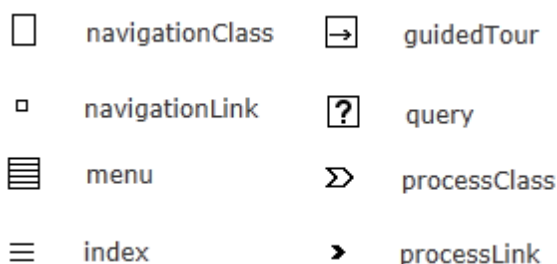 navigationClass
guidedTour
navigationLink
? query
menu
processClass
index
processLink